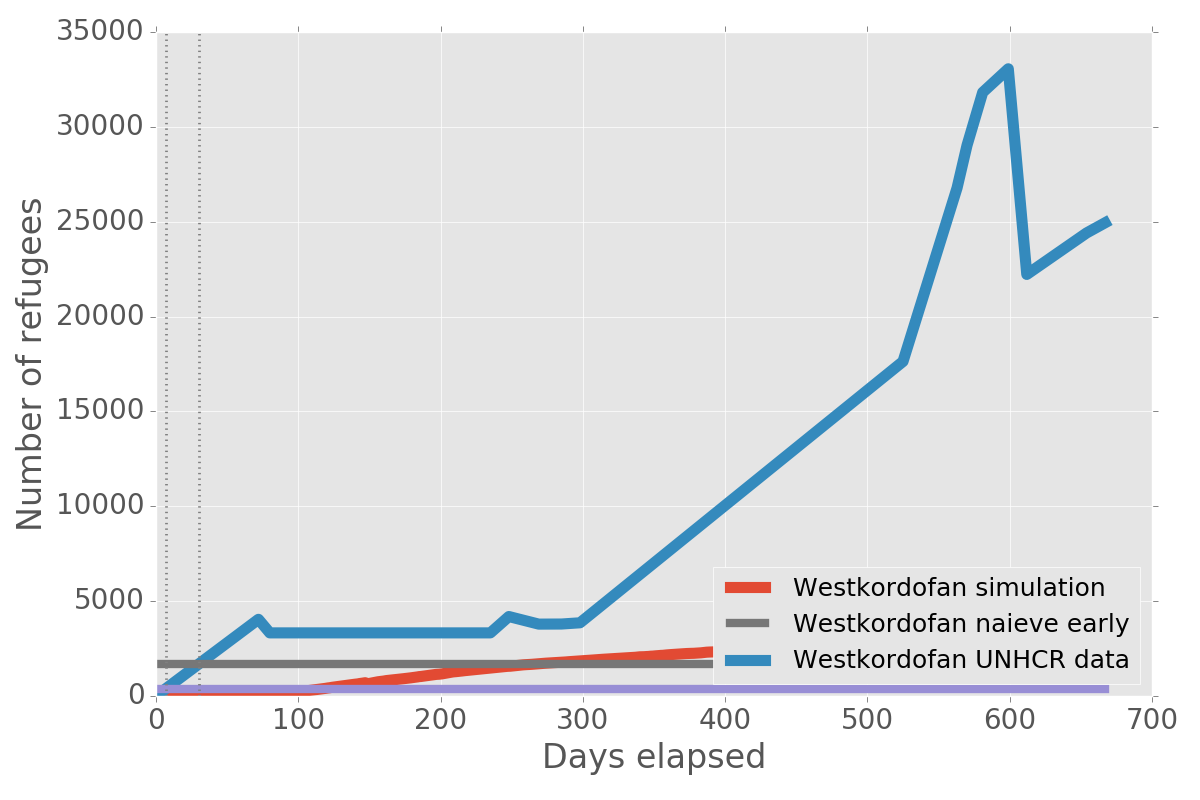 35000
30000
25000
20000
15000
10000
5000
0
Number of refugees
0 100 200 300 400 500 600 700
Days elapsed
Westkordofan simulation
Westkordofan naieve early
Westkordofan UNHCR data